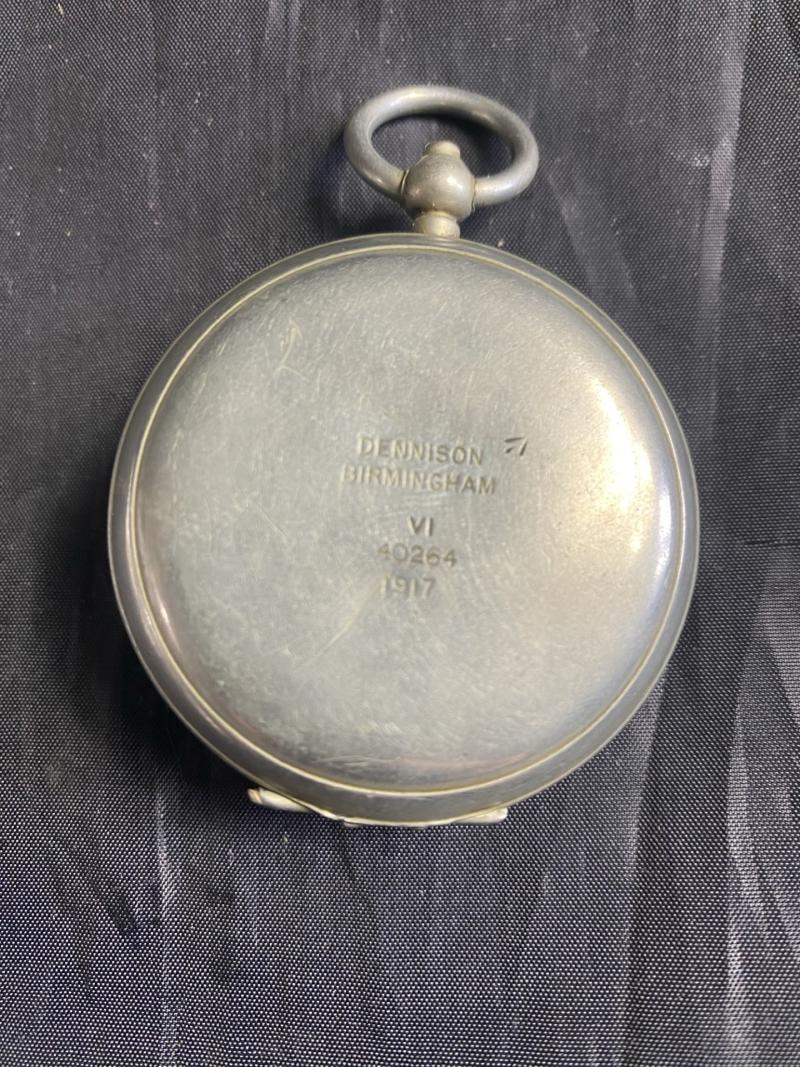 DENNISON
BIRMINGHAM
VI
40264
1917